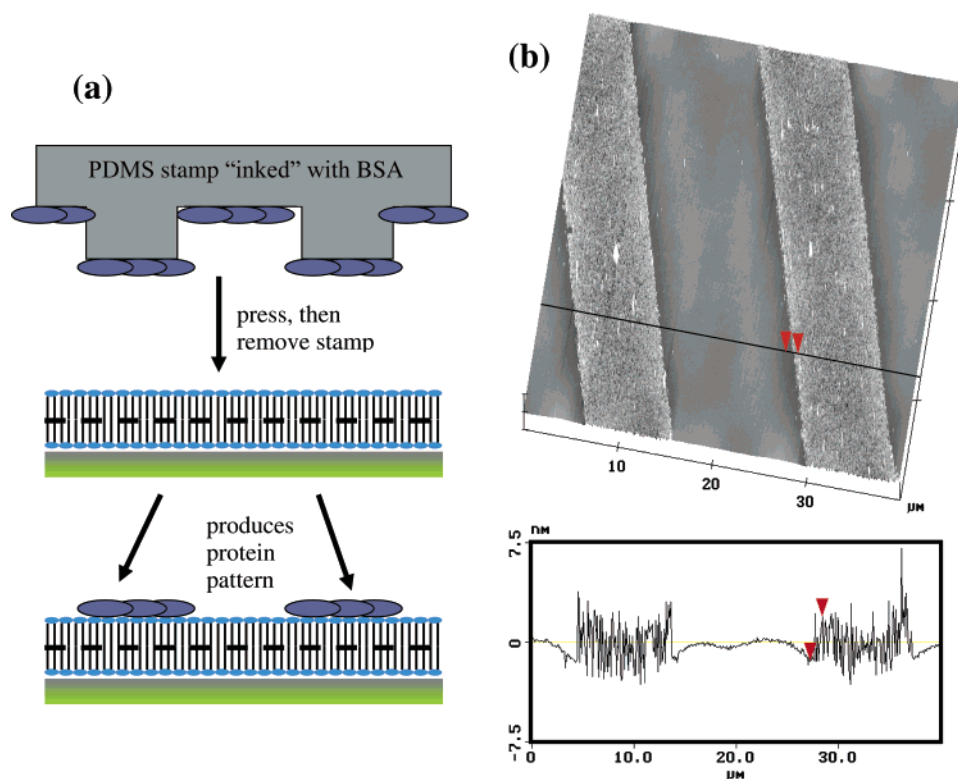 (a)
PDMS stamp “inked” with BSA
press, then
remove stamp
produces
protein
pattern
(b)
10
20
30
µM
nM
7.5
0
-7.5
0
10.0
20.0
30.0
µM